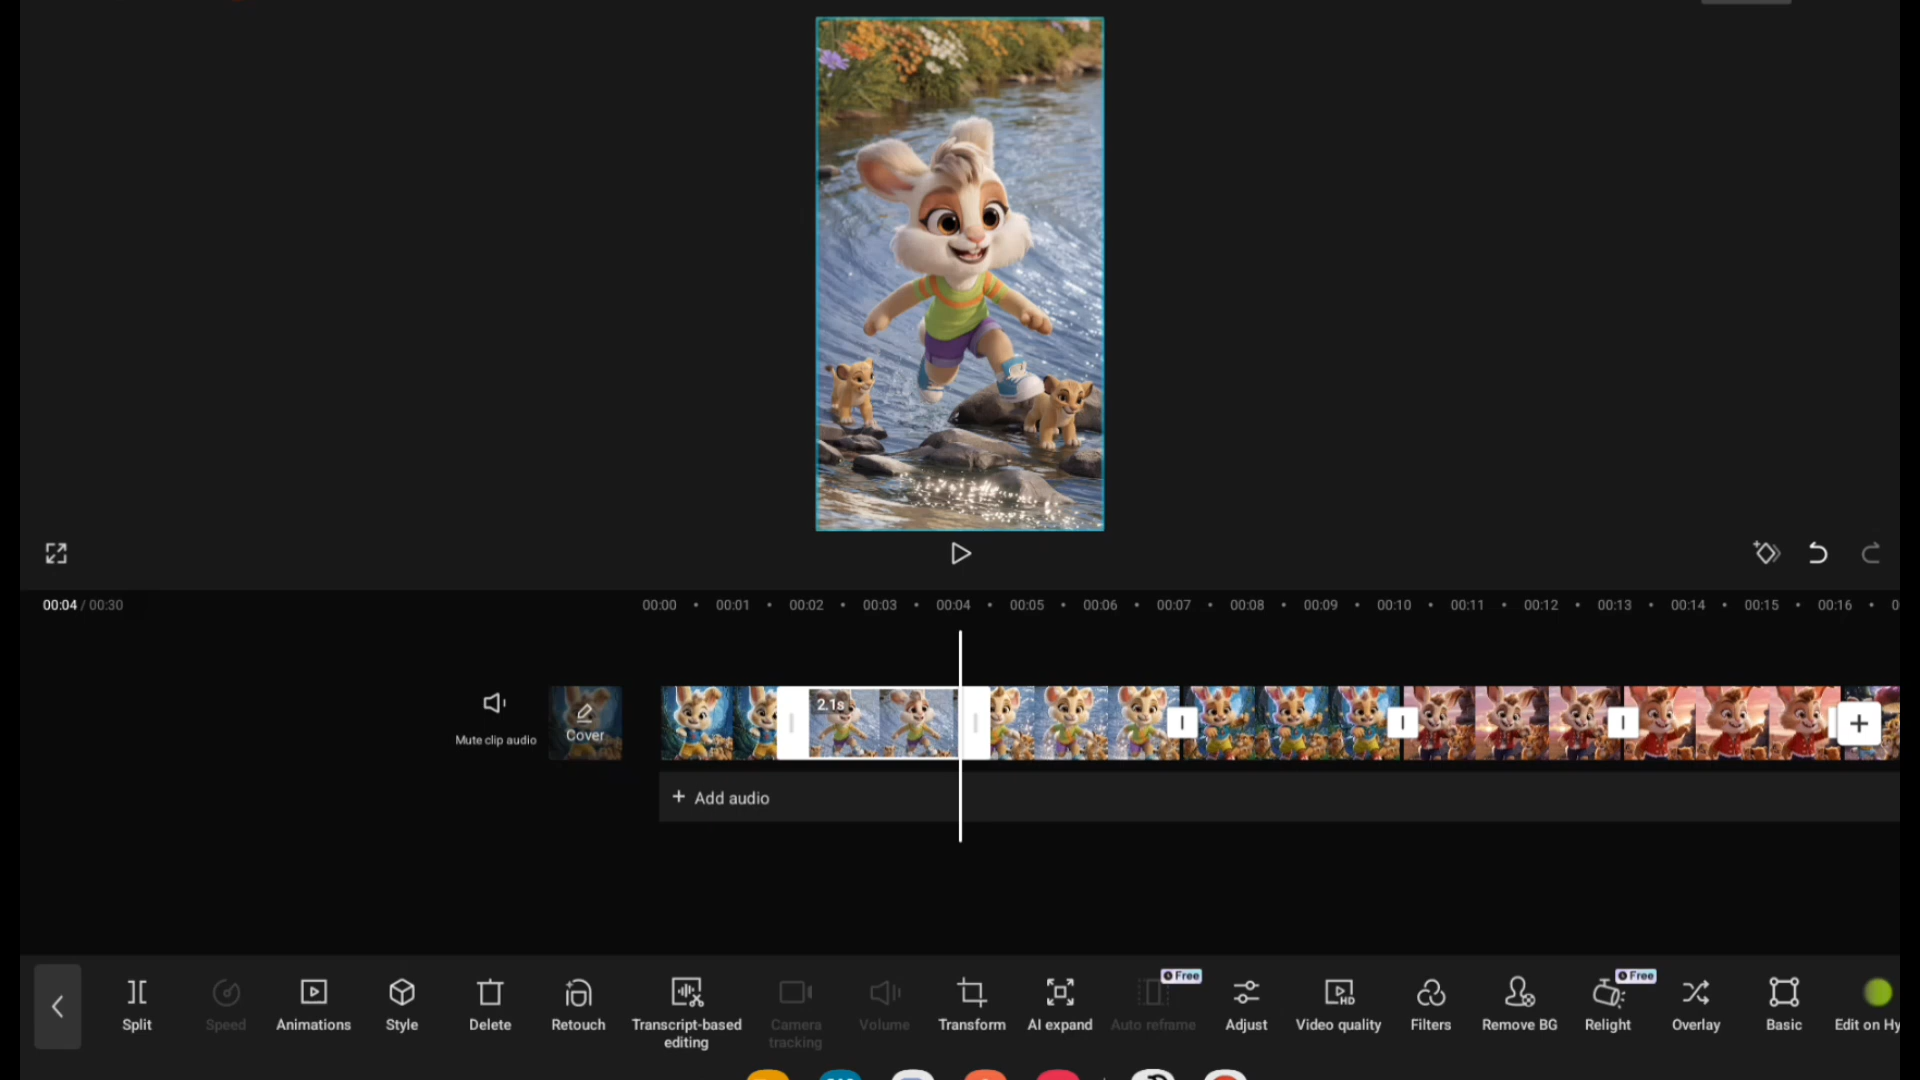 00:04 / 00:30
00:00 00:01 00:02 00:03 00:04 00:05 00:06 00:07 00:08 00:09 00:10 00:11 00:12 00:13 00:14 00:15 00:16
2.1s
Mute clip audio
Cover
+ Add audio
Split
Speed
Animations
Style
Delete
Retouch
Transcript-based
editing
Camera
tracking
Volume
Transform
AI expand
Free
Auto reframe
Adjust
HD
Video quality
Filters
Remove BG
Free
Relight
Overlay
Basic
Edit on Hy